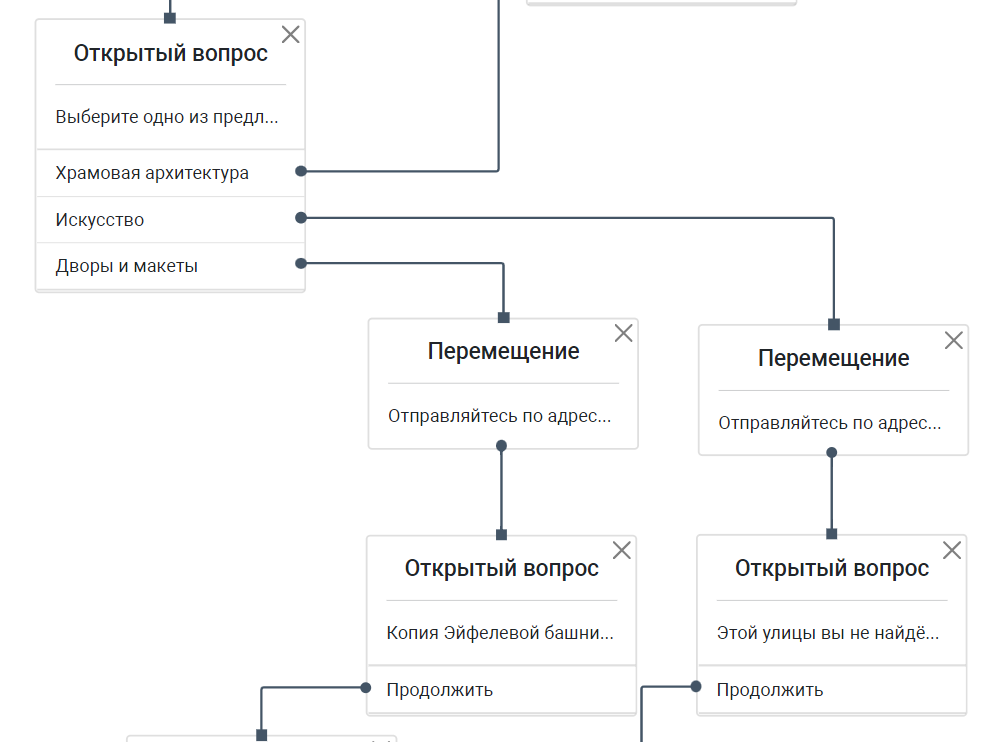 Открытый вопрос
Выберите одно из предл...
Храмовая архитектура
Искусство
Дворы и макеты
Перемещение
Отправляйтесь по адрес...
Перемещение
Отправляйтесь по адрес...
Открытый вопрос
Копия Эйфелевой башни...
Продолжить
Открытый вопрос
Этой улицы вы не найдё...
Продолжить